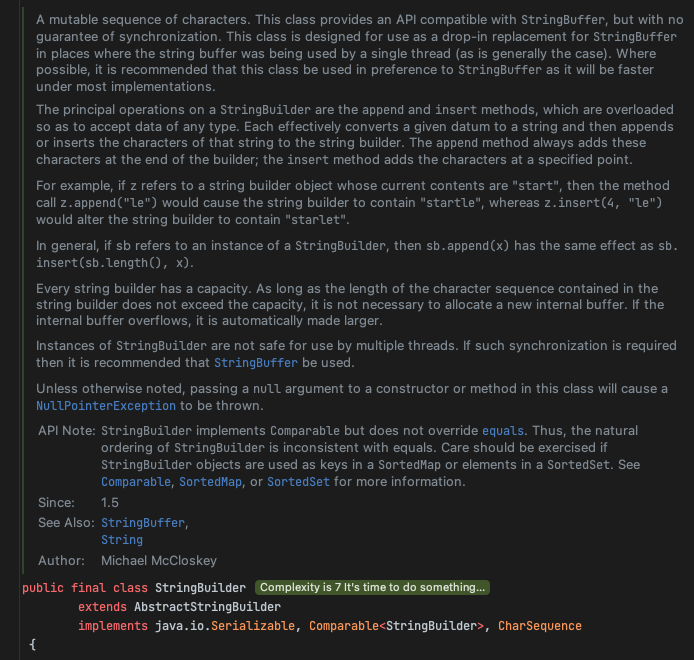 A mutable sequence of characters. This class provides an API compatible with StringBuffer, but with no
guarantee of synchronization. This class is designed for use as a drop-in replacement for StringBuffer
in places where the string buffer was being used by a single thread (as is generally the case). Where
possible, it is recommended that this class be used in preference to StringBuffer as it will be faster
under most implementations.
The principal operations on a StringBuilder are the append and insert methods, which are overloaded
so as to accept data of any type. Each effectively converts a given datum to a string and then appends
or inserts the characters of that string to the string builder. The append method always adds these
characters at the end of the builder; the insert method adds the characters at a specified point.
For example, if z refers to a string builder object whose current contents are "start", then the method
call z.append("le") would cause the string builder to contain "startle", whereas z.insert(4, "le")
would alter the string builder to contain "starlet".
In general, if sb refers to an instance of a StringBuilder, then sb.append(x) has the same effect as sb.
insert(sb.length(), x).
Every string builder has a capacity. As long as the length of the character sequence contained in the
string builder does not exceed the capacity, it is not necessary to allocate a new internal buffer. If the
internal buffer overflows, it is automatically made larger.
Instances of StringBuilder are not safe for use by multiple threads. If such synchronization is required
then it is recommended that StringBuffer be used.
Unless otherwise noted, passing a null argument to a constructor or method in this class will cause a
NullPointerException to be thrown.
API Note: StringBuilder implements Comparable but does not override equals. Thus, the natural
ordering of StringBuilder is inconsistent with equals. Care should be exercised if
StringBuilder objects are used as keys in a SortedMap or elements in a SortedSet. See
Comparable, SortedMap, or SortedSet for more information.
Since: 1.5
See Also: StringBuffer,
String
Author: Michael McCloskey
public final class StringBuilder Complexity is 7 It's time to do something...
extends AbstractStringBuilder
implements java.io.Serializable, Comparable<StringBuilder>, CharSequence
{